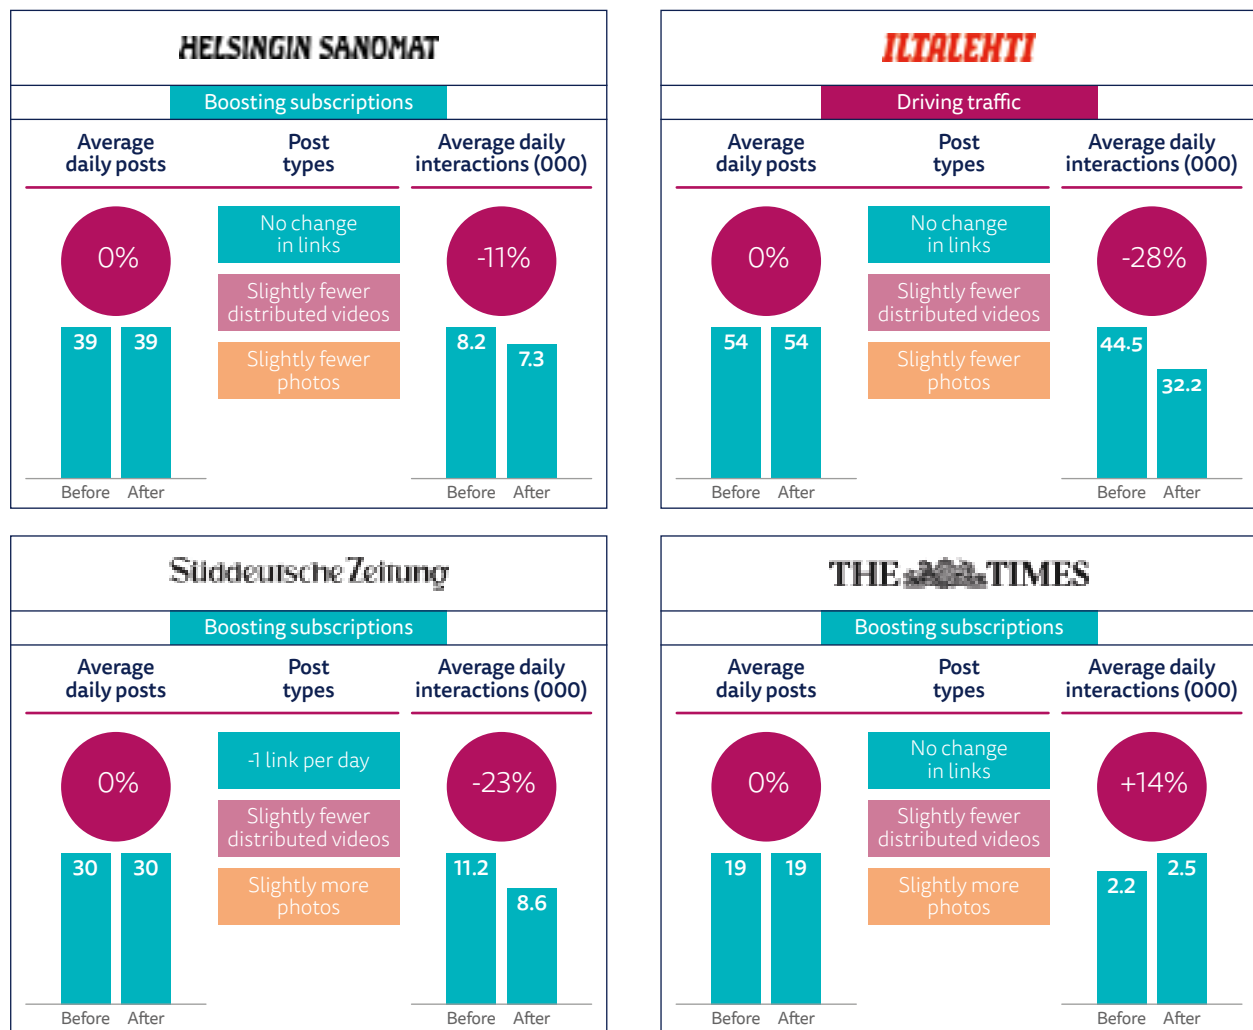 HELSINGIN SANOMAT
Boosting subscriptions
Average
daily posts
Post
types
Average daily
interactions (000)
0%
No change
in links
-11%
Slightly fewer
distributed videos
39
39
8.2
7.3
Slightly fewer
photos
Before
After
Before
After
ILTALEHTI
Driving traffic
Average
daily posts
Post
types
Average daily
interactions (000)
0%
No change
in links
-28%
Slightly fewer
distributed videos
54
54
44.5
32.2
Slightly fewer
photos
Before
After
Before
After
Süddeutsche Zeitung
Boosting subscriptions
Average
daily posts
Post
types
Average daily
interactions (000)
0%
-1 link per day
-23%
Slightly fewer
distributed videos
30
30
11.2
8.6
Slightly more
photos
Before
After
Before
After
THE TIMES
Boosting subscriptions
Average
daily posts
Post
types
Average daily
interactions (000)
0%
No change
in links
+14%
Slightly fewer
distributed videos
19
19
2.2
2.5
Slightly more
photos
Before
After
Before
After